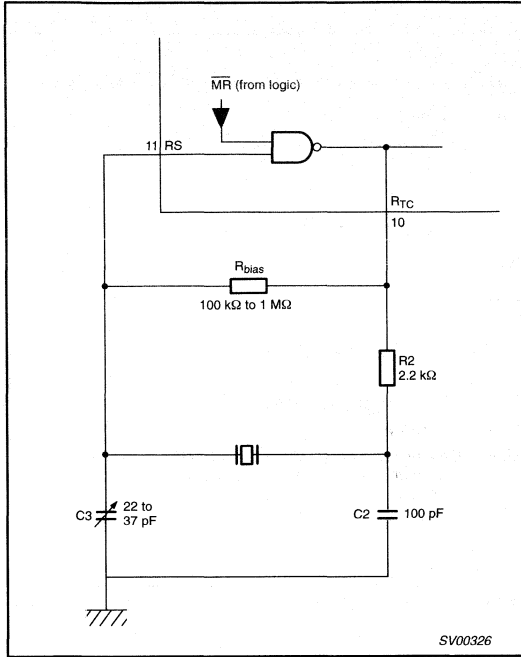 M̅R̅ (from logic)
11 RS
RTC
10
Rbias
100 kΩ to 1 MΩ
R2
2.2 kΩ
C3
22 to
37 pF
C2
100 pF
SV00326